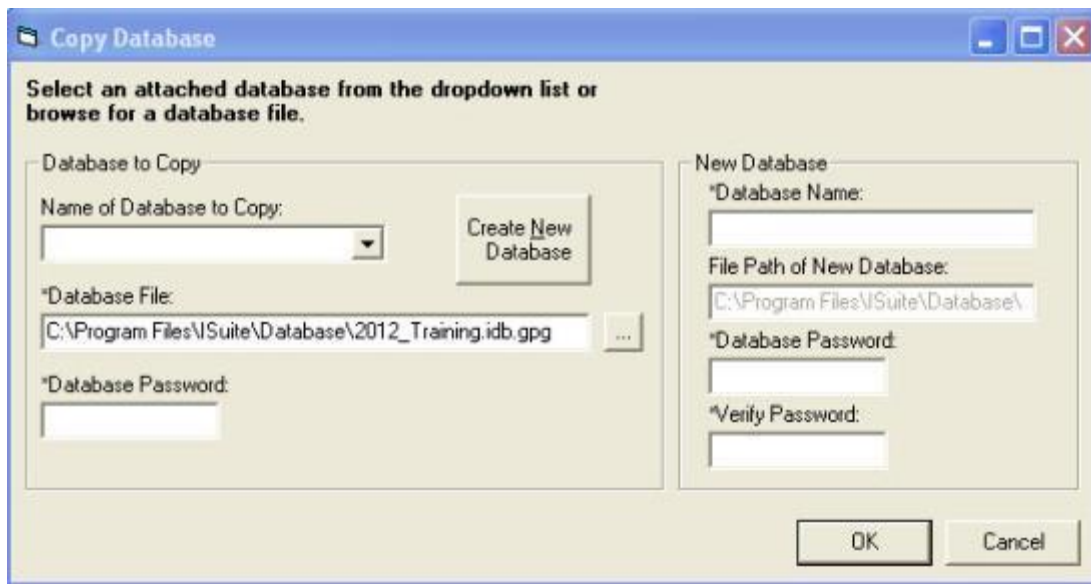 Copy Database
Select an attached database from the dropdown list or
browse for a database file.
Database to Copy
Name of Database to Copy:
Create New
Database
*Database File:
C:\Program Files\ISuite\Database\2012_Training.idb.gpg
...
*Database Password:
New Database
*Database Name:
File Path of New Database:
C:\Program Files\ISuite\Database\
*Database Password:
*Verify Password:
OK
Cancel